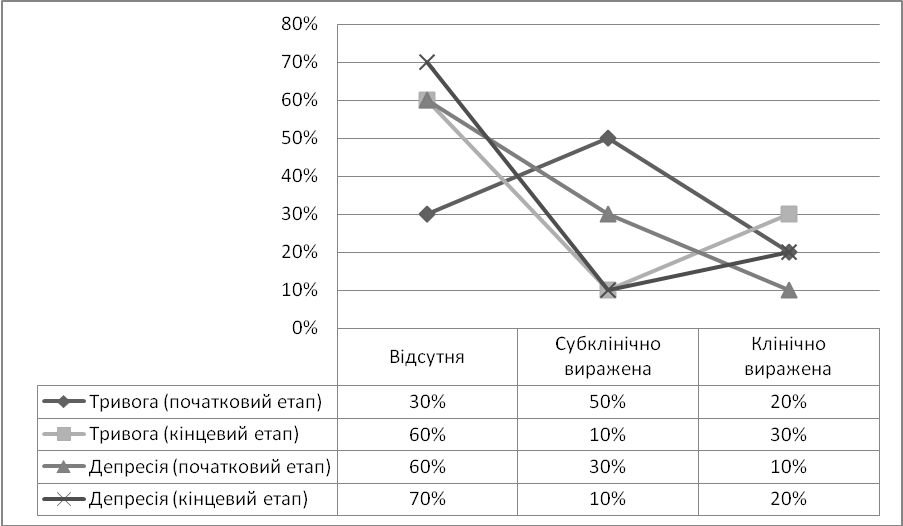 80%
70%
60%
50%
40%
30%
20%
10%
0%
Відсутня
Субклінічно
виражена
Клінічно
виражена
Тривога (початковий етап) 30% 50% 20%
Тривога (кінцевий етап) 60% 10% 30%
Депресія (початковий етап) 60% 30% 10%
Депресія (кінцевий етап) 70% 10% 20%